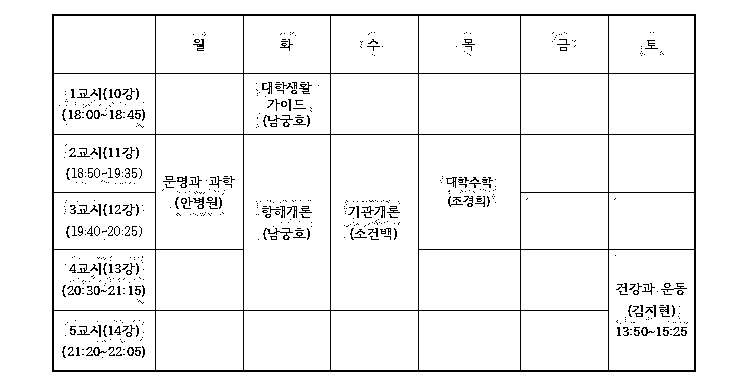 월 화 수 목 금 토
1교시(10강)
(18:00~18:45)
대학생활
가이드
(남궁호)
2교시(11강)
(18:50~19:35)
3교시(12강)
(19:40~20:25)
문명과 과학
(안병원)
항해개론
(남궁호)
기관개론
(조건백)
대학수학
(조경희)
4교시(13강)
(20:30~21:15)
5교시(14강)
(21:20~22:05)
건강과 운동
(김지현)
13:50~15:25